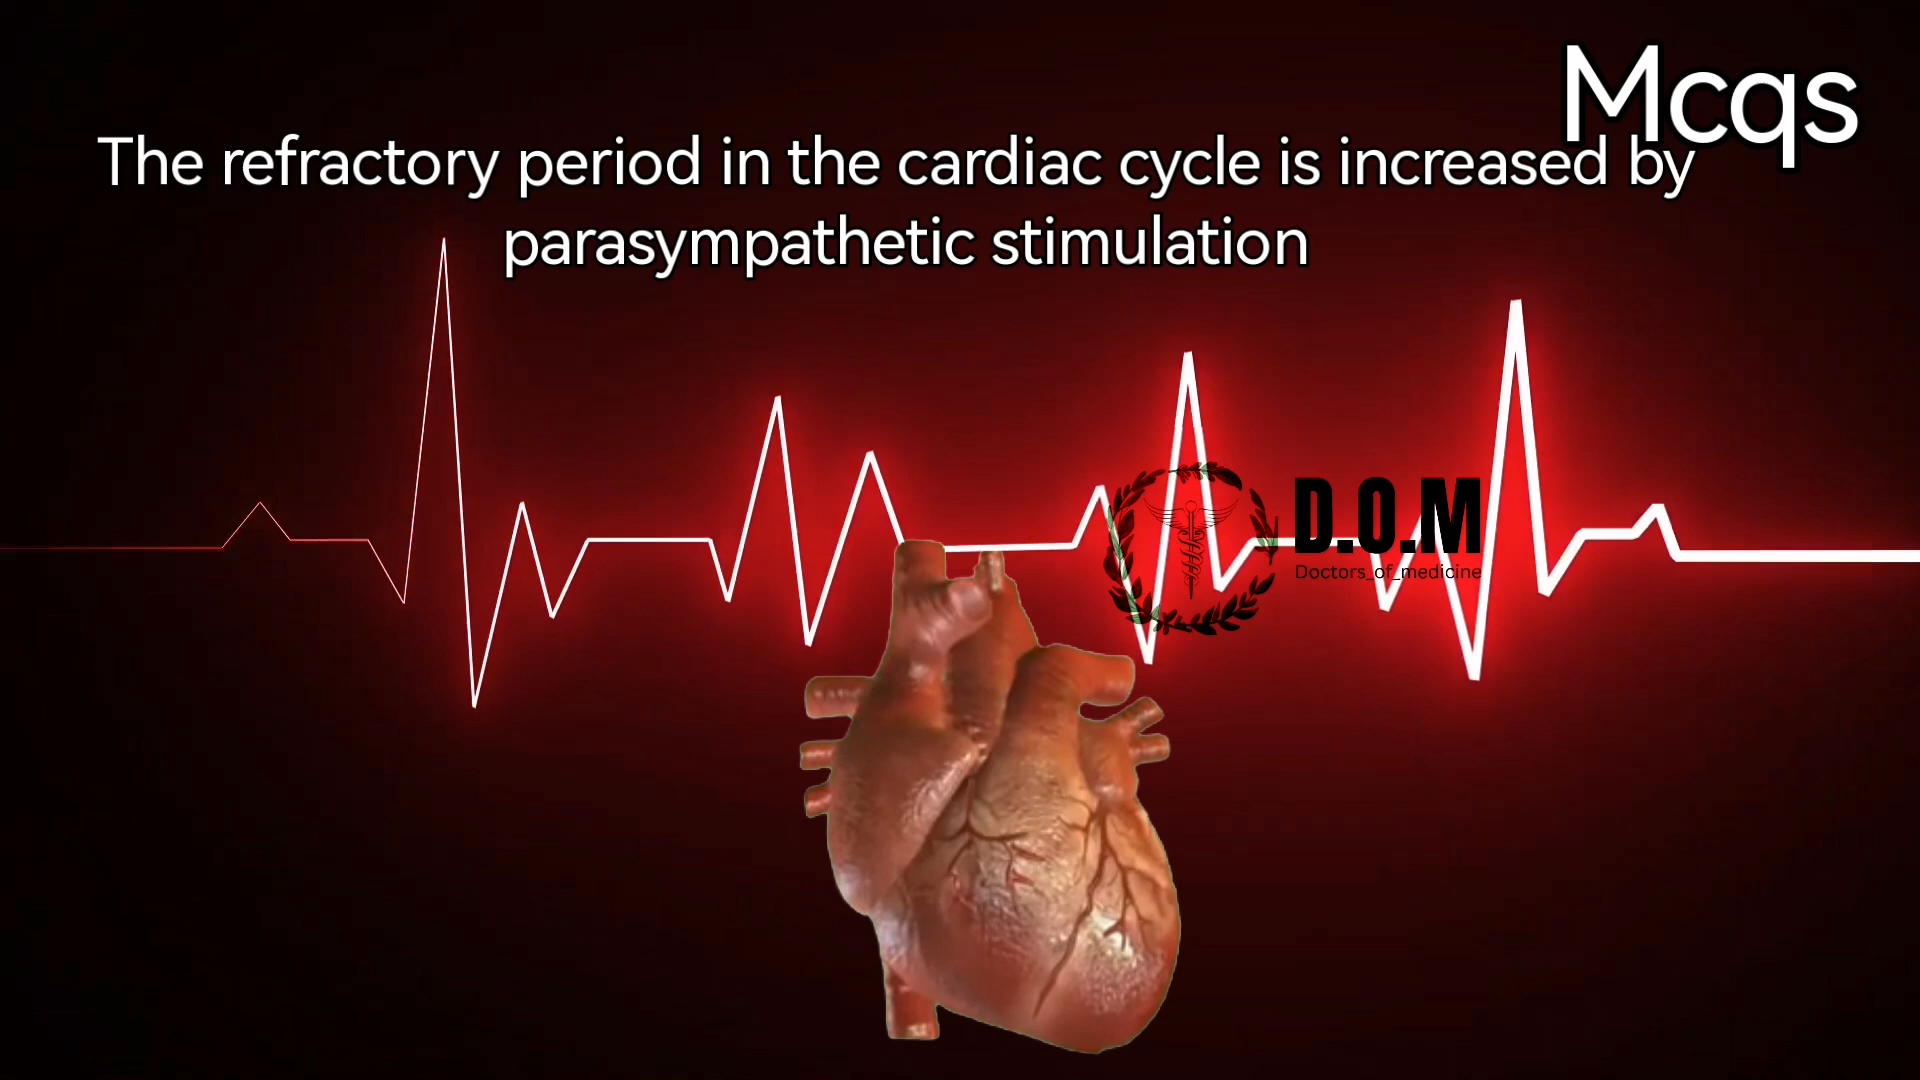 Mcqs
The refractory period in the cardiac cycle is increased by
parasympathetic stimulation
D.O.M
Doctors_of_medicine